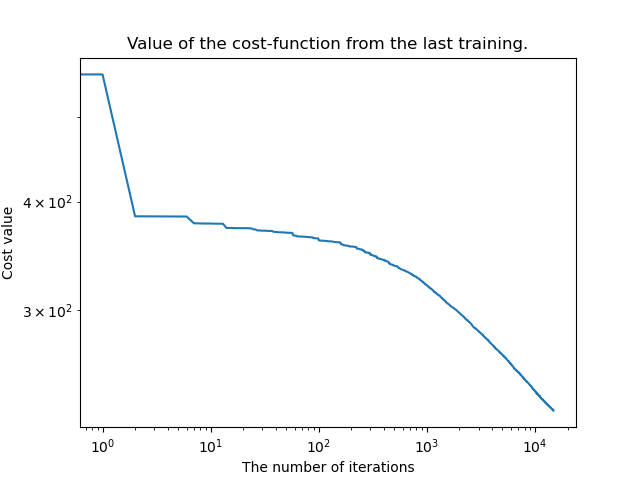 Value of the cost-function from the last training.
Cost value
4 × 10²
3 × 10²
10⁰ 10¹ 10² 10³ 10⁴
The number of iterations